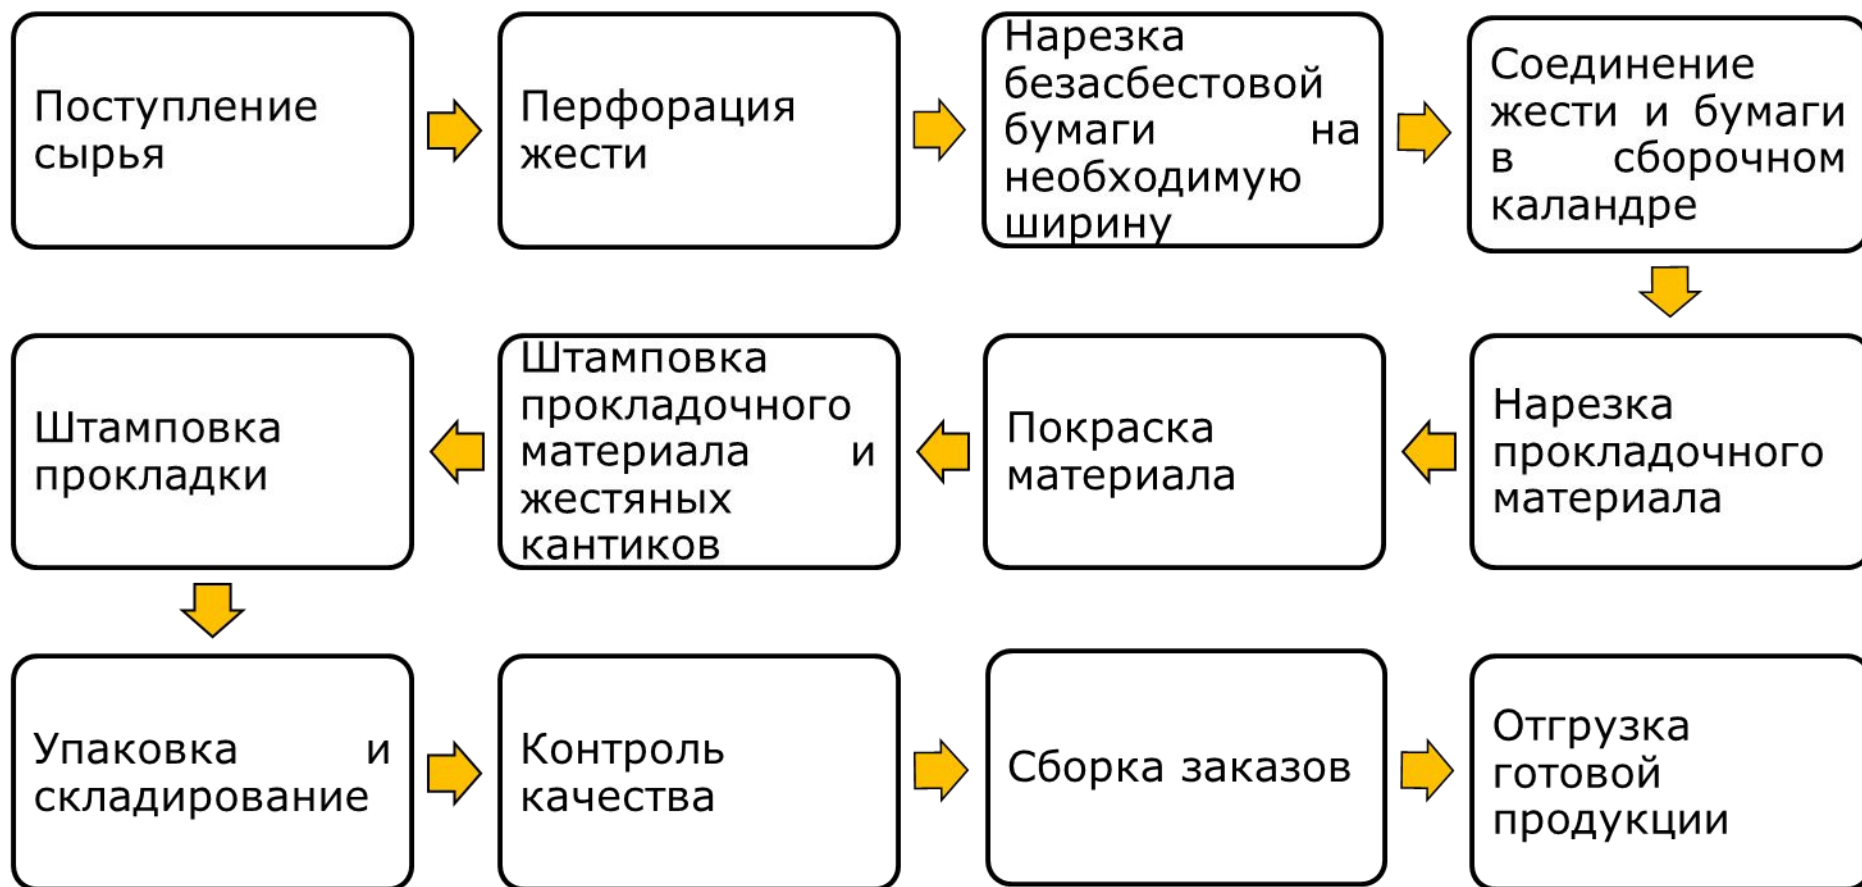 Поступление
сырья
Перфорация
жести
Нарезка
безасбестовой
бумаги на
необходимую
ширину
Соединение
жести и бумаги
в сборочном
каландре
Нарезка
прокладочного
материала
Покраска
материала
Штамповка
прокладочного
материала и
жестяных
кантиков
Штамповка
прокладки
Упаковка и
складирование
Контроль
качества
Сборка заказов
Отгрузка
готовой
продукции